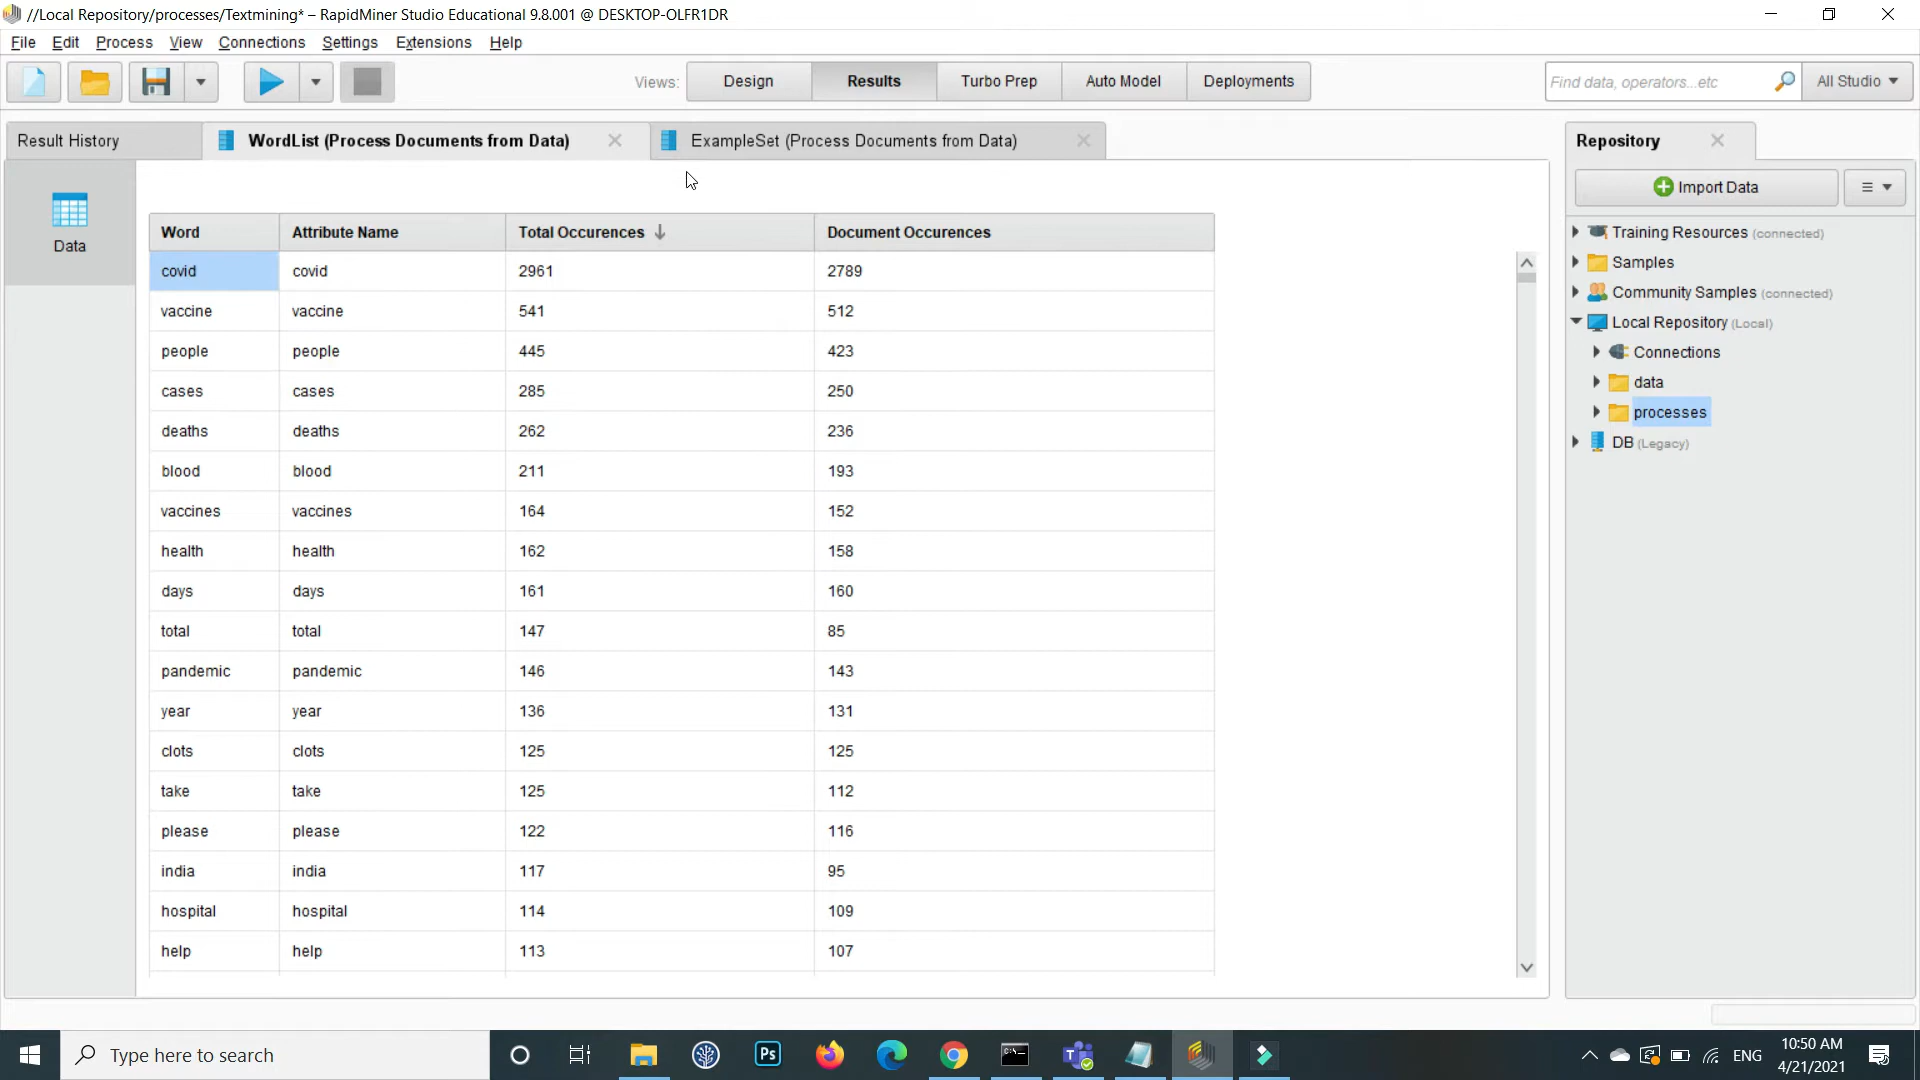 //Local Repository/processes/Textmining* – RapidMiner Studio Educational 9.8.001 @ DESKTOP-OLFR1DR
File Edit Process View Connections Settings Extensions Help
Views: Design Results Turbo Prep Auto Model Deployments
Find data, operators...etc All Studio
Result History WordList (Process Documents from Data) ExampleSet (Process Documents from Data) Repository
Import Data
Data
Word Attribute Name Total Occurences Document Occurences
covid covid 2961 2789
vaccine vaccine 541 512
people people 445 423
cases cases 285 250
deaths deaths 262 236
blood blood 211 193
vaccines vaccines 164 152
health health 162 158
days days 161 160
total total 147 85
pandemic pandemic 146 143
year year 136 131
clots clots 125 125
take take 125 112
please please 122 116
india india 117 95
hospital hospital 114 109
help help 113 107
Training Resources (connected)
Samples
Community Samples (connected)
Local Repository (Local)
Connections
data
processes
DB (Legacy)
Type here to search
Ps
ENG
10:50 AM
4/21/2021